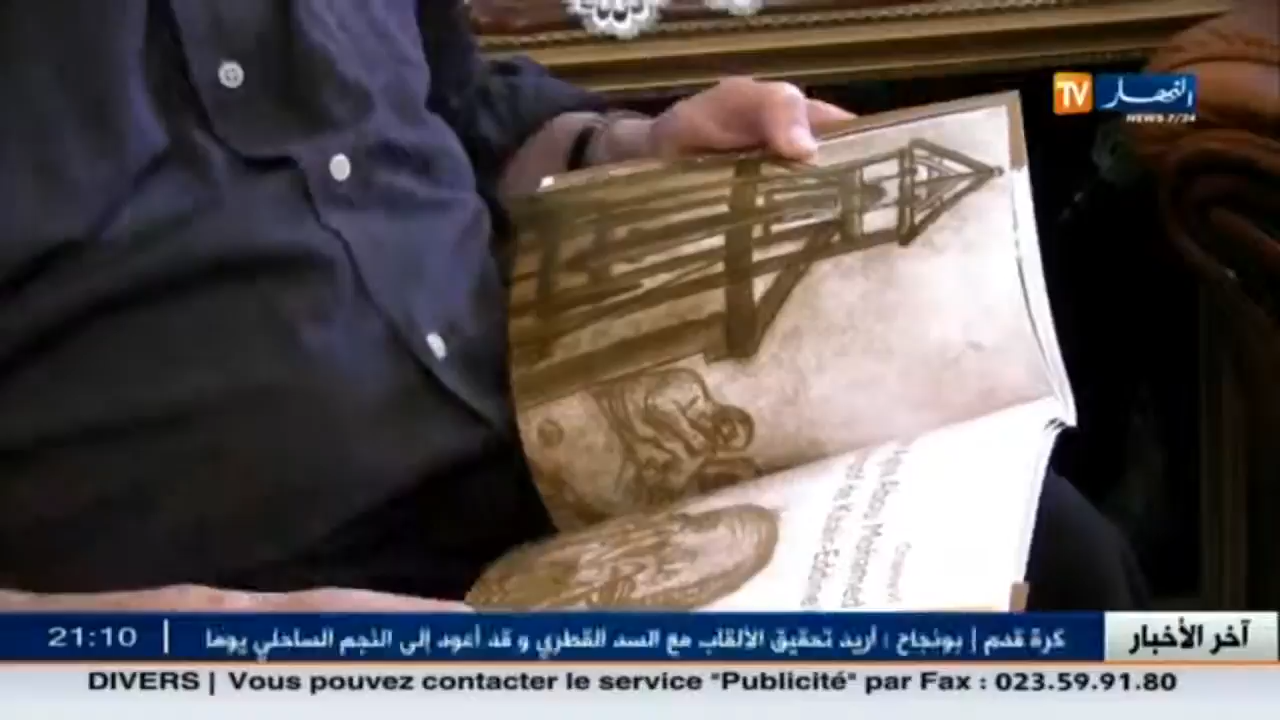 TV النهار
NEWS 7/24
Mohamed
21:10
كرة قدم | بونجاح : أريد تحقيق الألقاب مع السد القطري و قد أعود إلى النجم الساحلي يوما
آخر الأخبار
DIVERS | Vous pouvez contacter le service "Publicité" par Fax : 023.59.91.80